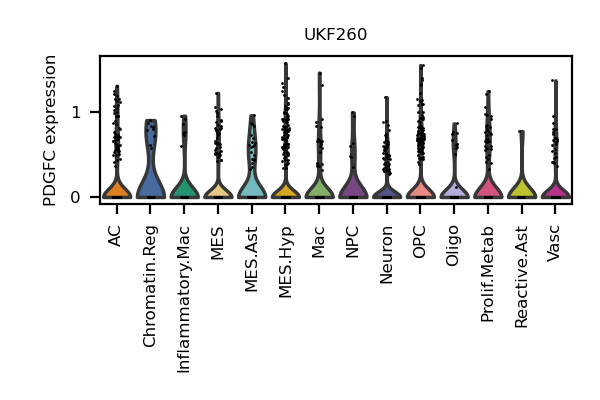 UKF260
PDGFC expression
1
0
AC
Chromatin.Reg
Inflammatory.Mac
MES
MES.Ast
MES.Hyp
Mac
NPC
Neuron
OPC
Oligo
Prolif.Metab
Reactive.Ast
Vasc